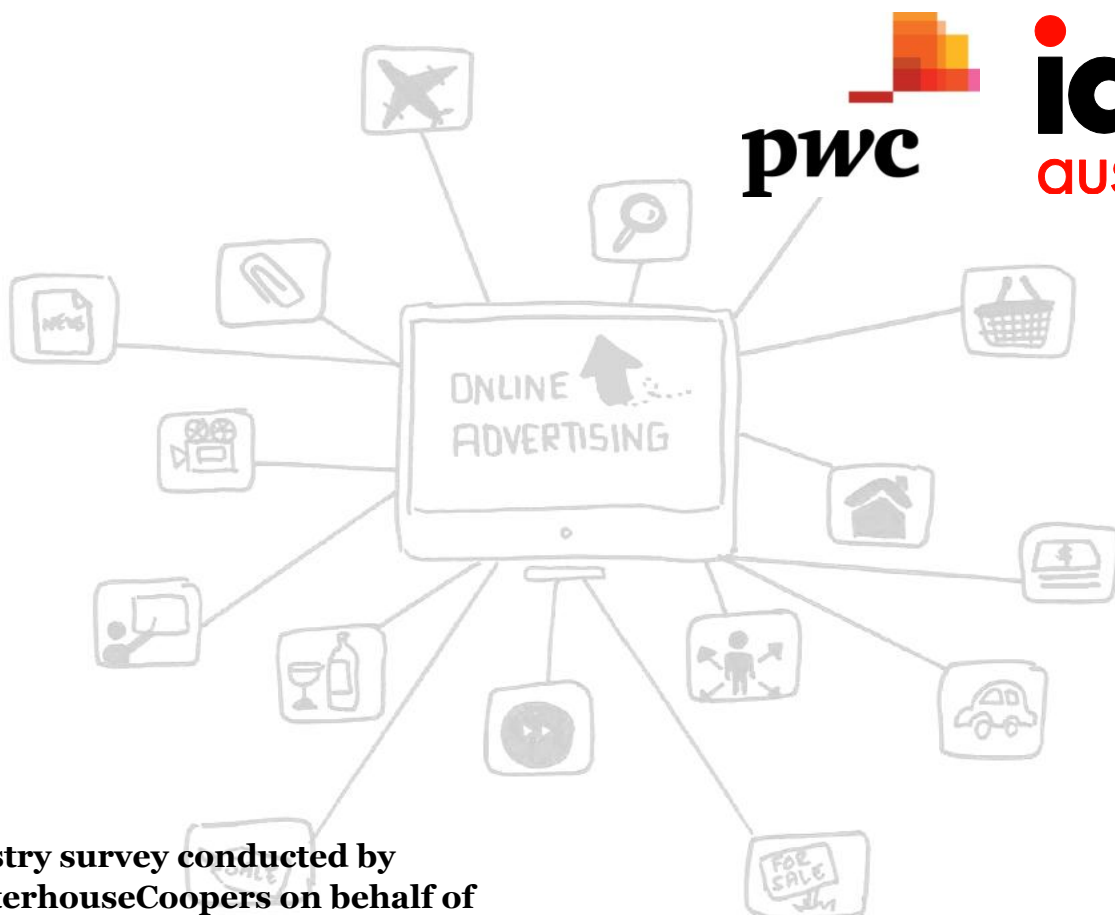 pwc
NEWS
ONLINE
ADVERTISING
$
FOR
SALE
stry survey conducted by
terhouseCoopers on behalf of